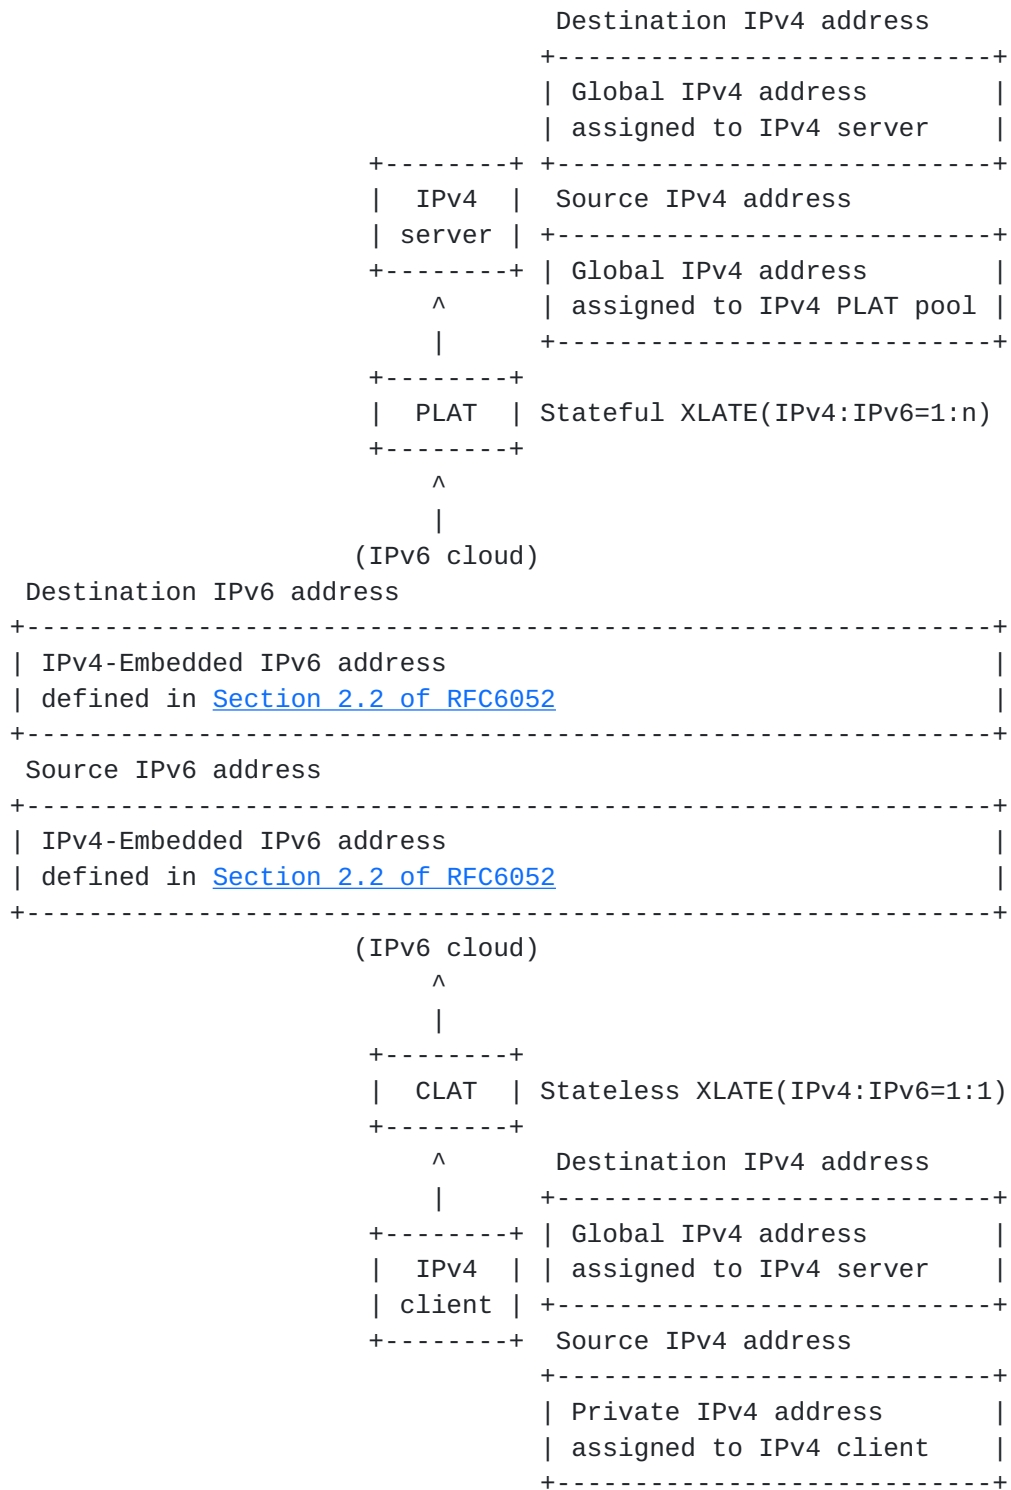 Destination IPv4 address
                                  +----------------------------+
                                  | Global IPv4 address        |
                                  | assigned to IPv4 server    |
                       +--------+ +----------------------------+
                       |  IPv4  |  Source IPv4 address
                       | server | +----------------------------+
                       +--------+ | Global IPv4 address        |
                           ^      | assigned to IPv4 PLAT pool |
                           |      +----------------------------+
                       +--------+
                       |  PLAT  | Stateful XLATE(IPv4:IPv6=1:n)
                       +--------+
                           ^
                           |
                      (IPv6 cloud)
 Destination IPv6 address
+--------------------------------------------------------------+
| IPv4-Embedded IPv6 address                                   |
| defined in Section 2.2 of RFC6052                            |
+--------------------------------------------------------------+
 Source IPv6 address
+--------------------------------------------------------------+
| IPv4-Embedded IPv6 address                                   |
| defined in Section 2.2 of RFC6052                            |
+--------------------------------------------------------------+
                      (IPv6 cloud)
                           ^
                           |
                       +--------+
                       |  CLAT  | Stateless XLATE(IPv4:IPv6=1:1)
                       +--------+
                           ^       Destination IPv4 address
                           |      +----------------------------+
                       +--------+ | Global IPv4 address        |
                       |  IPv4  | | assigned to IPv4 server    |
                       | client | +----------------------------+
                       +--------+  Source IPv4 address
                                  +----------------------------+
                                  | Private IPv4 address       |
                                  | assigned to IPv4 client    |
                                  +----------------------------+